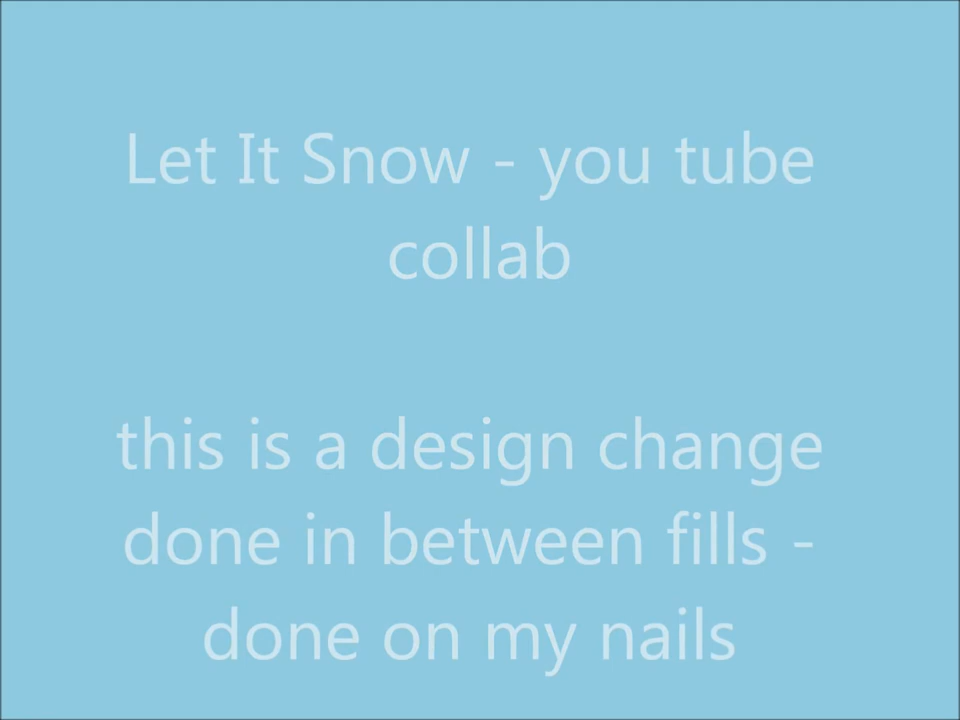 Let It Snow - you tube
collab
this is a design change
done in between fills -
done on my nails